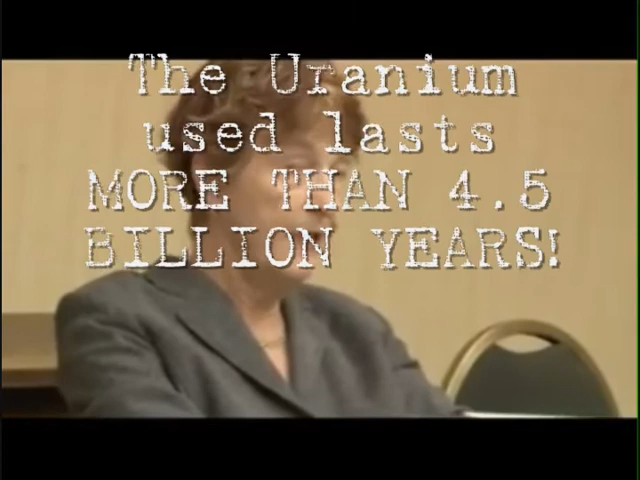 The Uranium
used lasts
MORE THAN 4.5
BILLION YEARS!